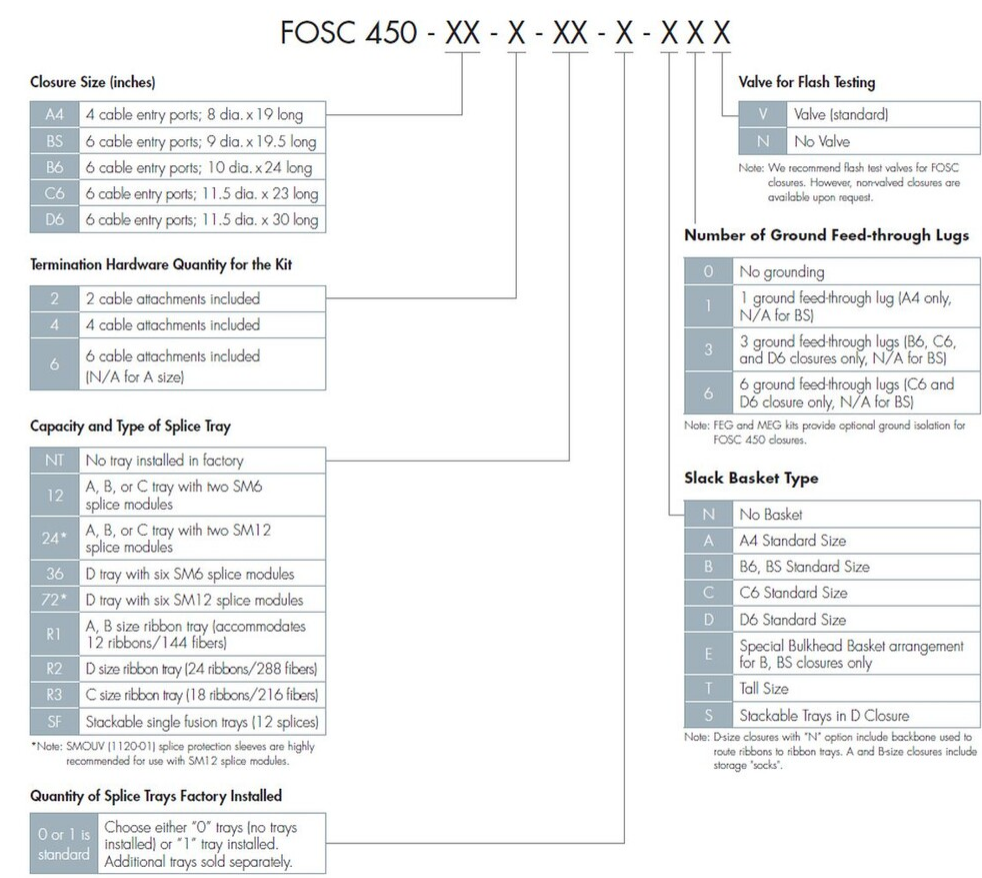 FOSC 450 - XX - X - XX - X - X X X
Closure Size (inches)
A4 4 cable entry ports; 8 dia. x 19 long
BS 6 cable entry ports; 9 dia. x 19.5 long
B6 6 cable entry ports; 10 dia. x 24 long
C6 6 cable entry ports; 11.5 dia. x 23 long
D6 6 cable entry ports; 11.5 dia. x 30 long
Termination Hardware Quantity for the Kit
2 2 cable attachments included
4 4 cable attachments included
6 6 cable attachments included
(N/A for A size)
Capacity and Type of Splice Tray
NT No tray installed in factory
12 A, B, or C tray with two SM6
splice modules
24* A, B, or C tray with two SM12
splice modules
36 D tray with six SM6 splice modules
72* D tray with six SM12 splice modules
R1 A, B size ribbon tray (accommodates
12 ribbons/144 fibers)
R2 D size ribbon tray (24 ribbons/288 fibers)
R3 C size ribbon tray (18 ribbons/216 fibers)
SF Stackable single fusion trays (12 splices)
*Note: SMOUV (1120-01) splice protection sleeves are highly
recommended for use with SM12 splice modules.
Quantity of Splice Trays Factory Installed
0 or 1 is
standard
Choose either "0" trays (no trays
installed) or "1" tray installed.
Additional trays sold separately.
Valve for Flash Testing
V Valve (standard)
N No Valve
Note: We recommend flash test valves for FOSC
closures. However, non-valved closures are
available upon request.
Number of Ground Feed-through Lugs
0 No grounding
1 1 ground feed-through lug (A4 only,
N/A for BS)
3 3 ground feed-through lugs (B6, C6,
and D6 closures only, N/A for BS)
6 6 ground feed-through lugs (C6 and
D6 closure only, N/A for BS)
Note: FEG and MEG kits provide optional ground isolation for
FOSC 450 closures.
Slack Basket Type
N No Basket
A A4 Standard Size
B B6, BS Standard Size
C C6 Standard Size
D D6 Standard Size
E Special Bulkhead Basket arrangement
for B, BS closures only
T Tall Size
S Stackable Trays in D Closure
Note: D-size closures with "N" option include backbone used to
route ribbons to ribbon trays. A and B-size closures include
storage "socks".